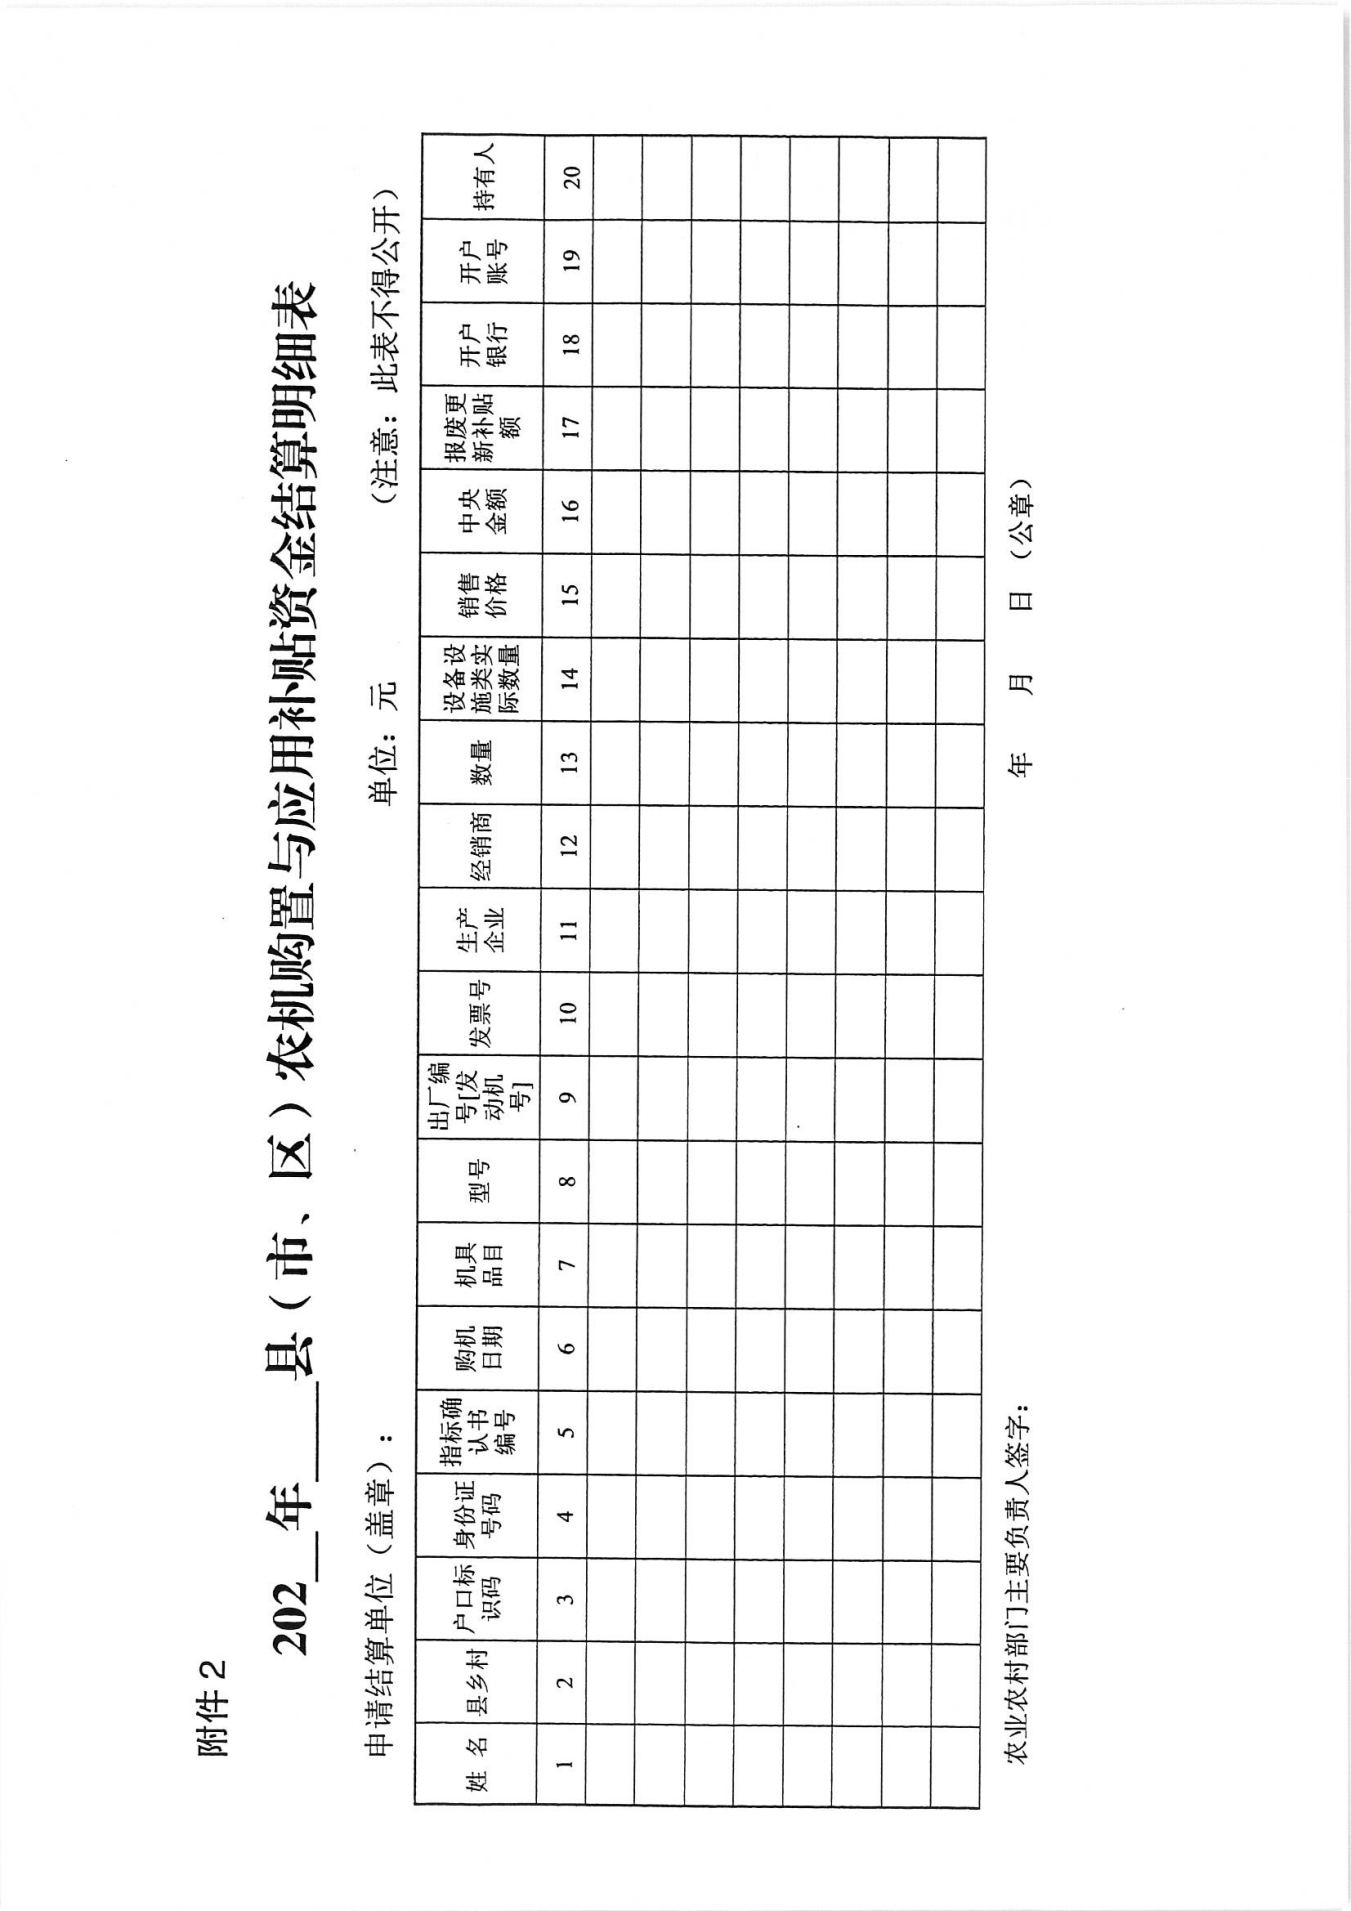 附件 2
202__年____县（市、区）农机购置与应用补贴资金结算明细表
申请结算单位（盖章）： 单位：元 （注意：此表不得公开）
姓 名 县乡村 户口标识码 身份证号码 指标确认书编号 购机日期 机具品目 型号 出厂编号[发动机号] 发票号 生产企业 经销商 数量 设备设施类实际数量 销售价格 中央金额 报废更新补贴额 开户银行 开户账号 持有人
1 2 3 4 5 6 7 8 9 10 11 12 13 14 15 16 17 18 19 20
农业农村部门主要负责人签字： 年 月 日（公章）